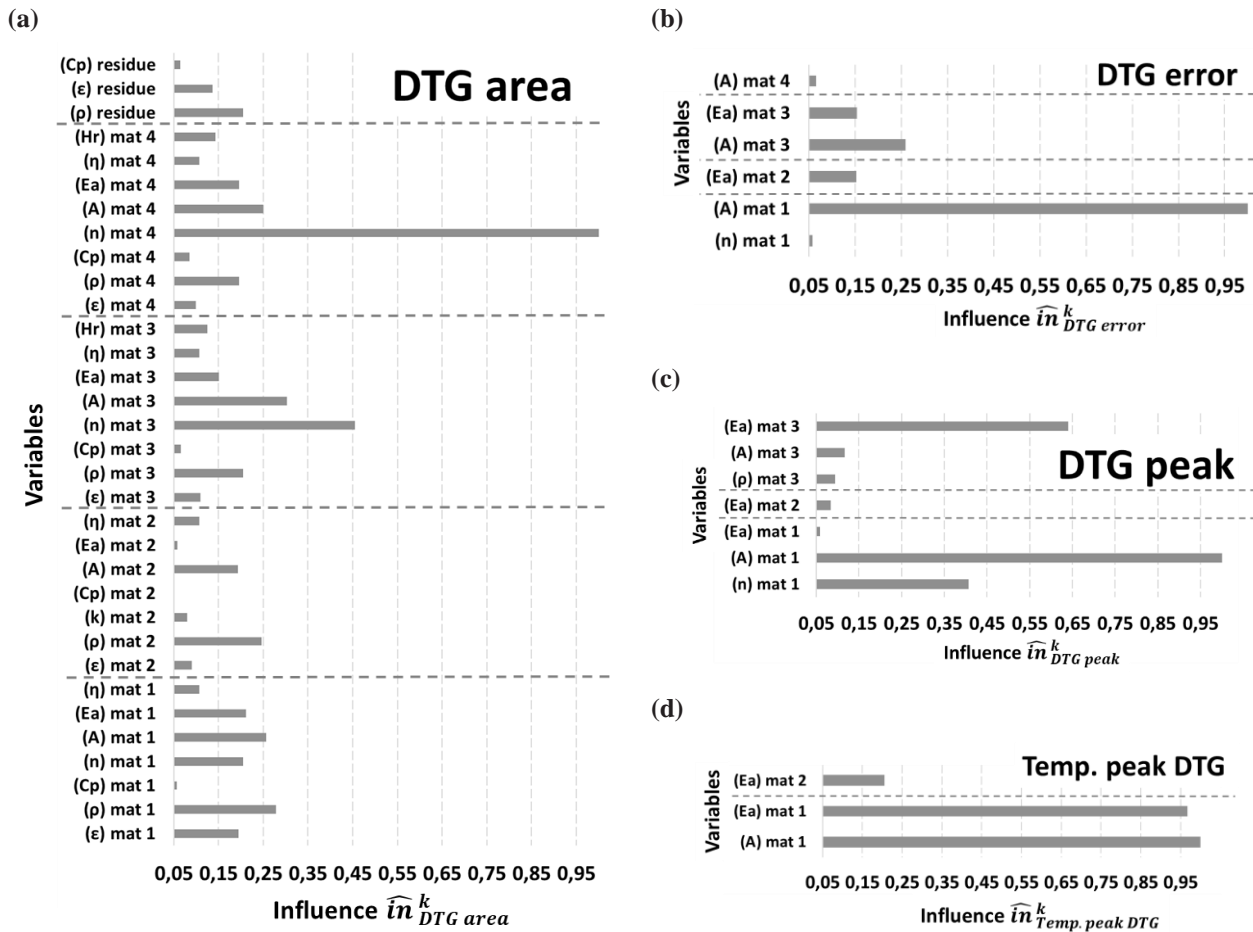 (a)
DTG area
Variables
(Cp) residue
(ε) residue
(ρ) residue
(Hr) mat 4
(η) mat 4
(Ea) mat 4
(A) mat 4
(n) mat 4
(Cp) mat 4
(ρ) mat 4
(ε) mat 4
(Hr) mat 3
(η) mat 3
(Ea) mat 3
(A) mat 3
(n) mat 3
(Cp) mat 3
(ρ) mat 3
(ε) mat 3
(η) mat 2
(Ea) mat 2
(A) mat 2
(Cp) mat 2
(k) mat 2
(ρ) mat 2
(ε) mat 2
(η) mat 1
(Ea) mat 1
(A) mat 1
(n) mat 1
(Cp) mat 1
(ρ) mat 1
(ε) mat 1
0,05 0,15 0,25 0,35 0,45 0,55 0,65 0,75 0,85 0,95
Influence \widehat{in}^k_{DTG area}
(b)
DTG error
Variables
(A) mat 4
(Ea) mat 3
(A) mat 3
(Ea) mat 2
(A) mat 1
(n) mat 1
0,05 0,15 0,25 0,35 0,45 0,55 0,65 0,75 0,85 0,95
Influence \widehat{in}^k_{DTG error}
(c)
DTG peak
Variables
(Ea) mat 3
(A) mat 3
(ρ) mat 3
(Ea) mat 2
(Ea) mat 1
(A) mat 1
(n) mat 1
0,05 0,15 0,25 0,35 0,45 0,55 0,65 0,75 0,85 0,95
Influence \widehat{in}^k_{DTG peak}
(d)
Temp. peak DTG
Variables
(Ea) mat 2
(Ea) mat 1
(A) mat 1
0,05 0,15 0,25 0,35 0,45 0,55 0,65 0,75 0,85 0,95
Influence \widehat{in}^k_{Temp. peak DTG}